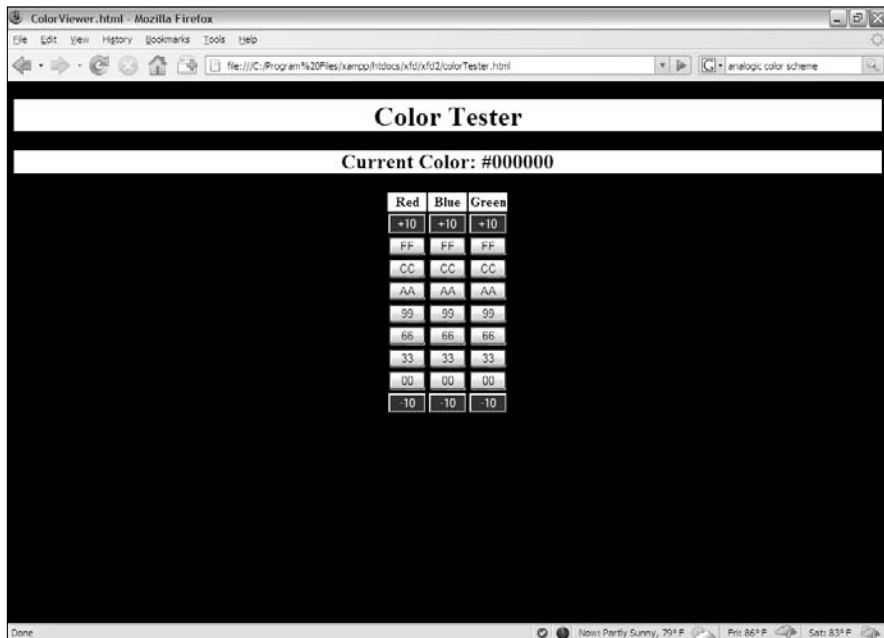 ColorViewer.html - Mozilla Firefox
File Edit View History Bookmarks Tools Help
file:///C:/Program%20Files/xampp/htdocs/xfd/xfd2/colorTester.html
G analogic color scheme
Color Tester
Current Color: #000000
Red Blue Green
+10 +10 +10
FF FF FF
CC CC CC
AA AA AA
99 99 99
66 66 66
33 33 33
00 00 00
-10 -10 -10
Done Now: Partly Sunny, 79° F Fri: 86° F Sat: 83° F